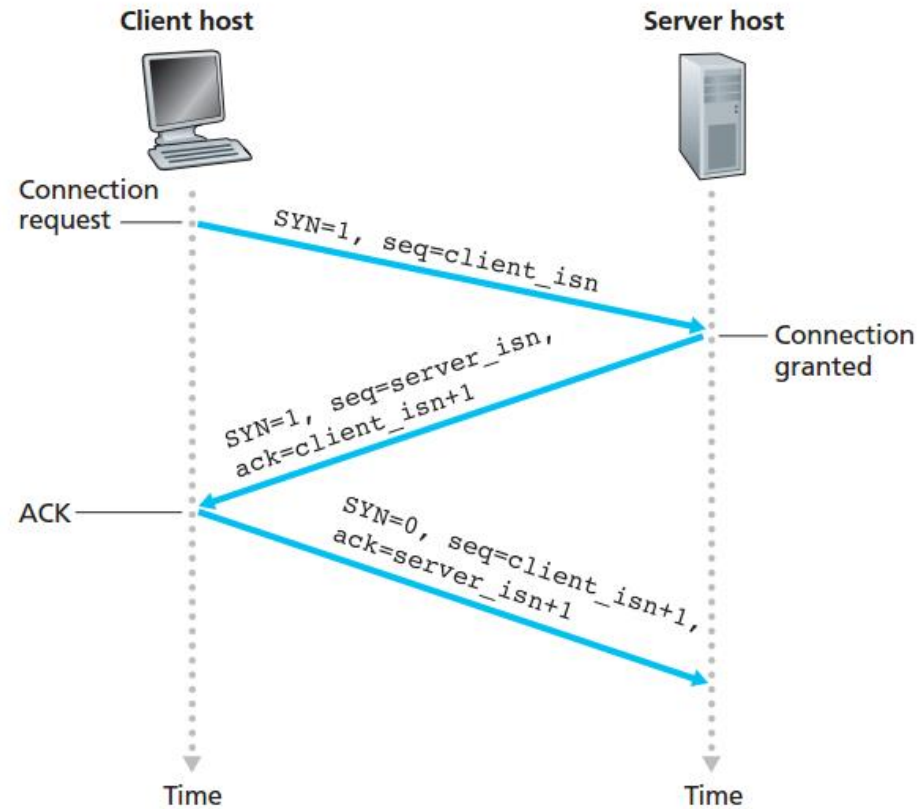 Client host
Server host
Connection
request
SYN=1, seq=client_isn
Connection
granted
SYN=1, seq=server_isn,
ack=client_isn+1
ACK
SYN=0, seq=client_isn+1,
ack=server_isn+1
Time
Time